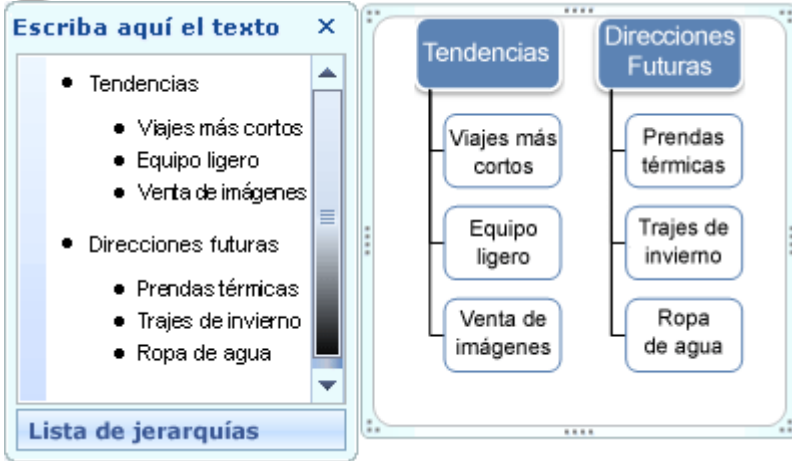 Escriba aquí el texto
Tendencias
Viajes más cortos
Equipo ligero
Venta de imágenes
Direcciones futuras
Prendas térmicas
Trajes de invierno
Ropa de agua
Lista de jerarquías
Tendencias
Viajes más
cortos
Equipo
ligero
Venta de
imágenes
Direcciones
Futuras
Prendas
térmicas
Trajes de
invierno
Ropa
de agua